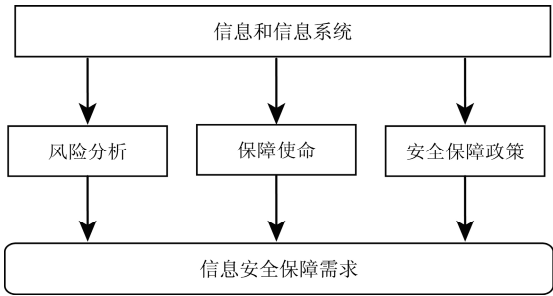 信息和信息系统
风险分析
保障使命
安全保障政策
信息安全保障需求